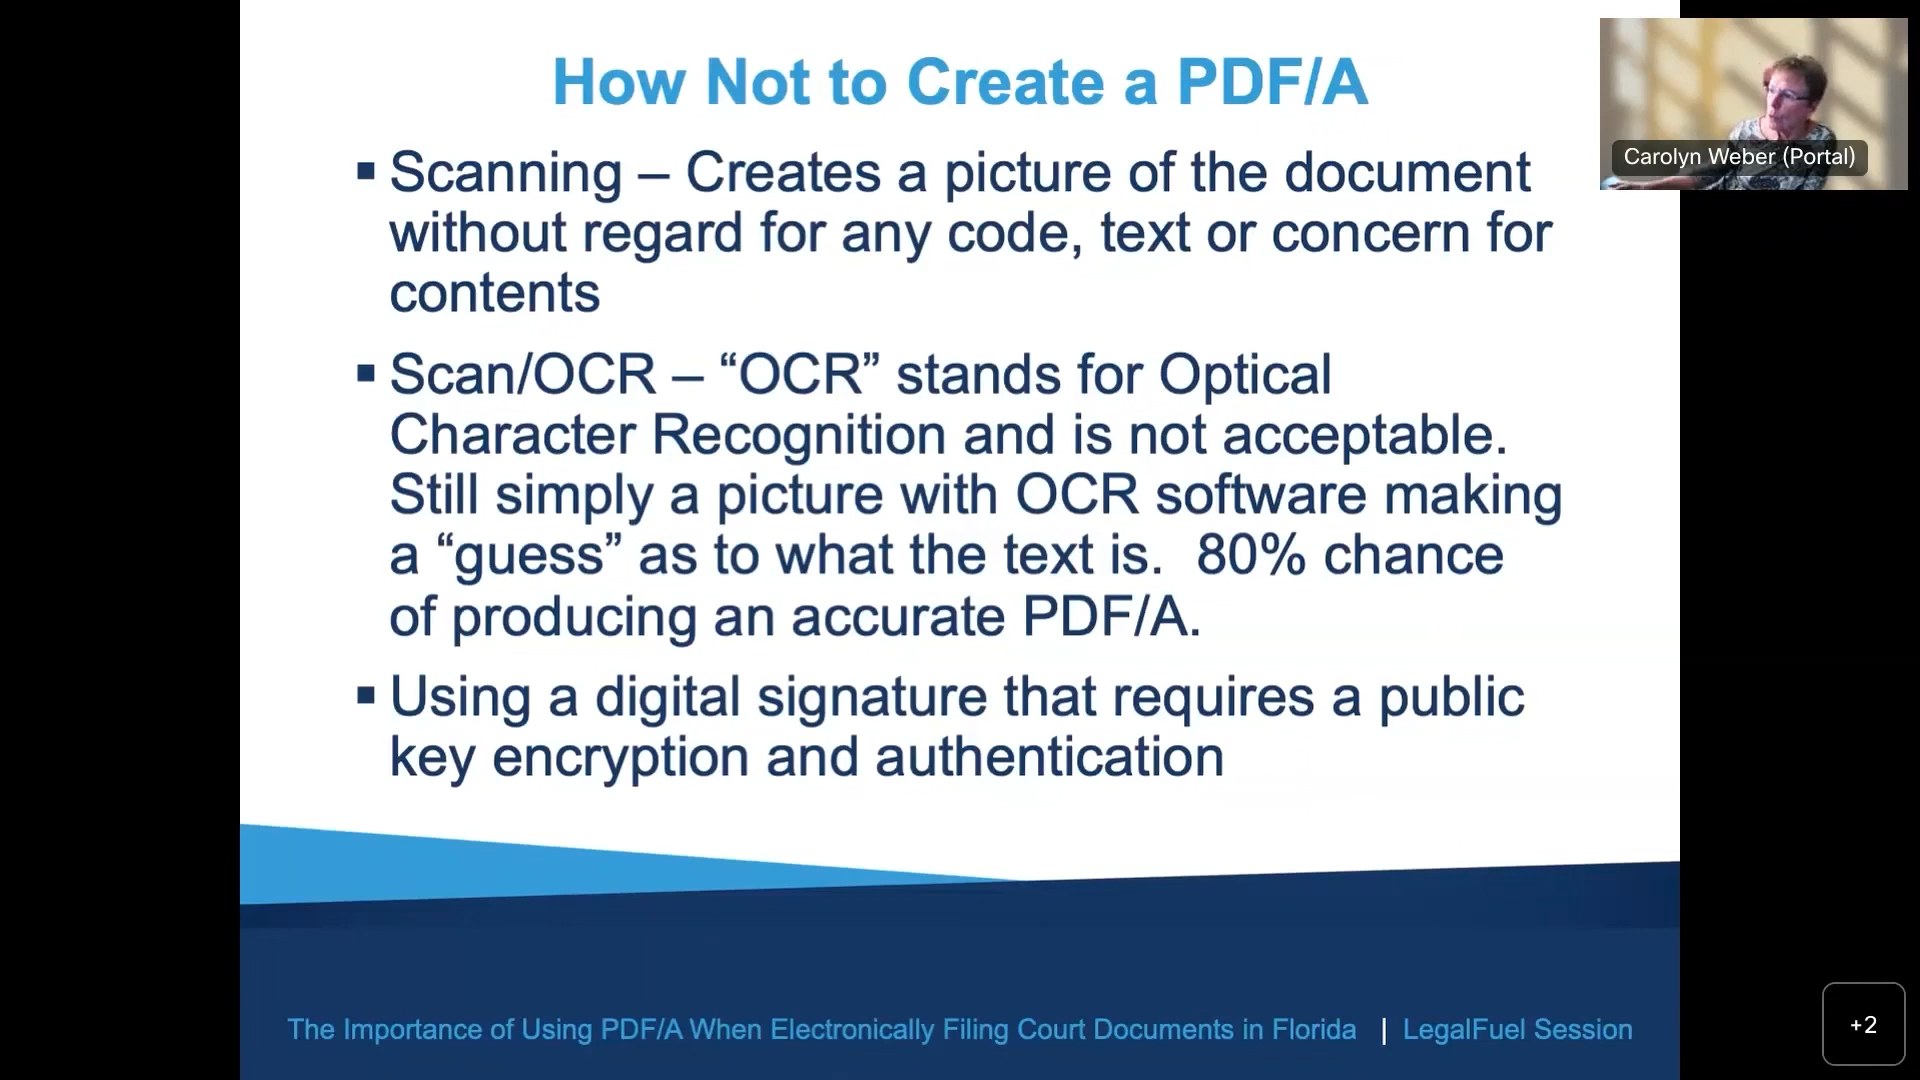 How Not to Create a PDF/A
▪ Scanning – Creates a picture of the document
without regard for any code, text or concern for
contents
▪ Scan/OCR – “OCR” stands for Optical
Character Recognition and is not acceptable.
Still simply a picture with OCR software making
a “guess” as to what the text is.  80% chance
of producing an accurate PDF/A.
▪ Using a digital signature that requires a public
key encryption and authentication
The Importance of Using PDF/A When Electronically Filing Court Documents in Florida | LegalFuel Session
Carolyn Weber (Portal)
+2